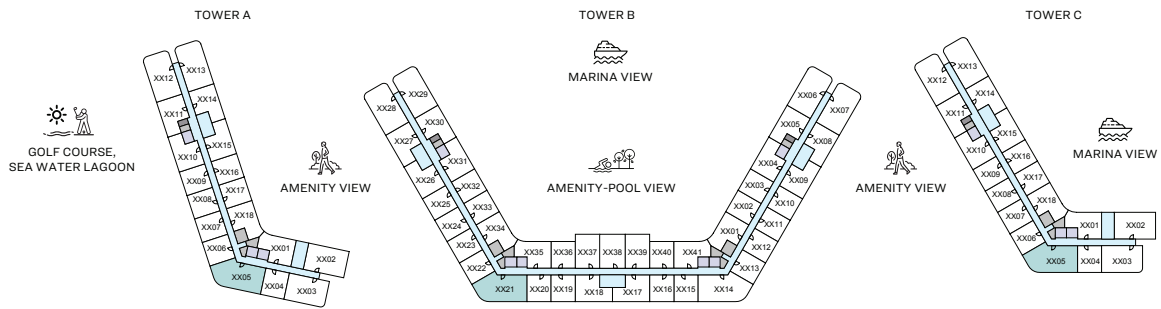 TOWER A
TOWER B
TOWER C
GOLF COURSE,
SEA WATER LAGOON
AMENITY VIEW
MARINA VIEW
AMENITY-POOL VIEW
AMENITY VIEW
MARINA VIEW
XX12
XX13
XX14
XX11
XX15
XX10
XX16
XX09
XX17
XX08
XX18
XX07
XX06
XX01
XX02
XX05
XX04
XX03
XX28
XX29
XX30
XX27
XX31
XX26
XX32
XX25
XX33
XX24
XX34
XX23
XX22
XX35
XX36
XX37
XX38
XX39
XX40
XX41
XX21
XX20
XX19
XX18
XX17
XX16
XX15
XX14
XX06
XX07
XX05
XX08
XX04
XX09
XX03
XX10
XX02
XX11
XX01
XX12
XX13
XX12
XX13
XX14
XX11
XX15
XX10
XX16
XX09
XX17
XX08
XX18
XX07
XX06
XX01
XX02
XX05
XX04
XX03